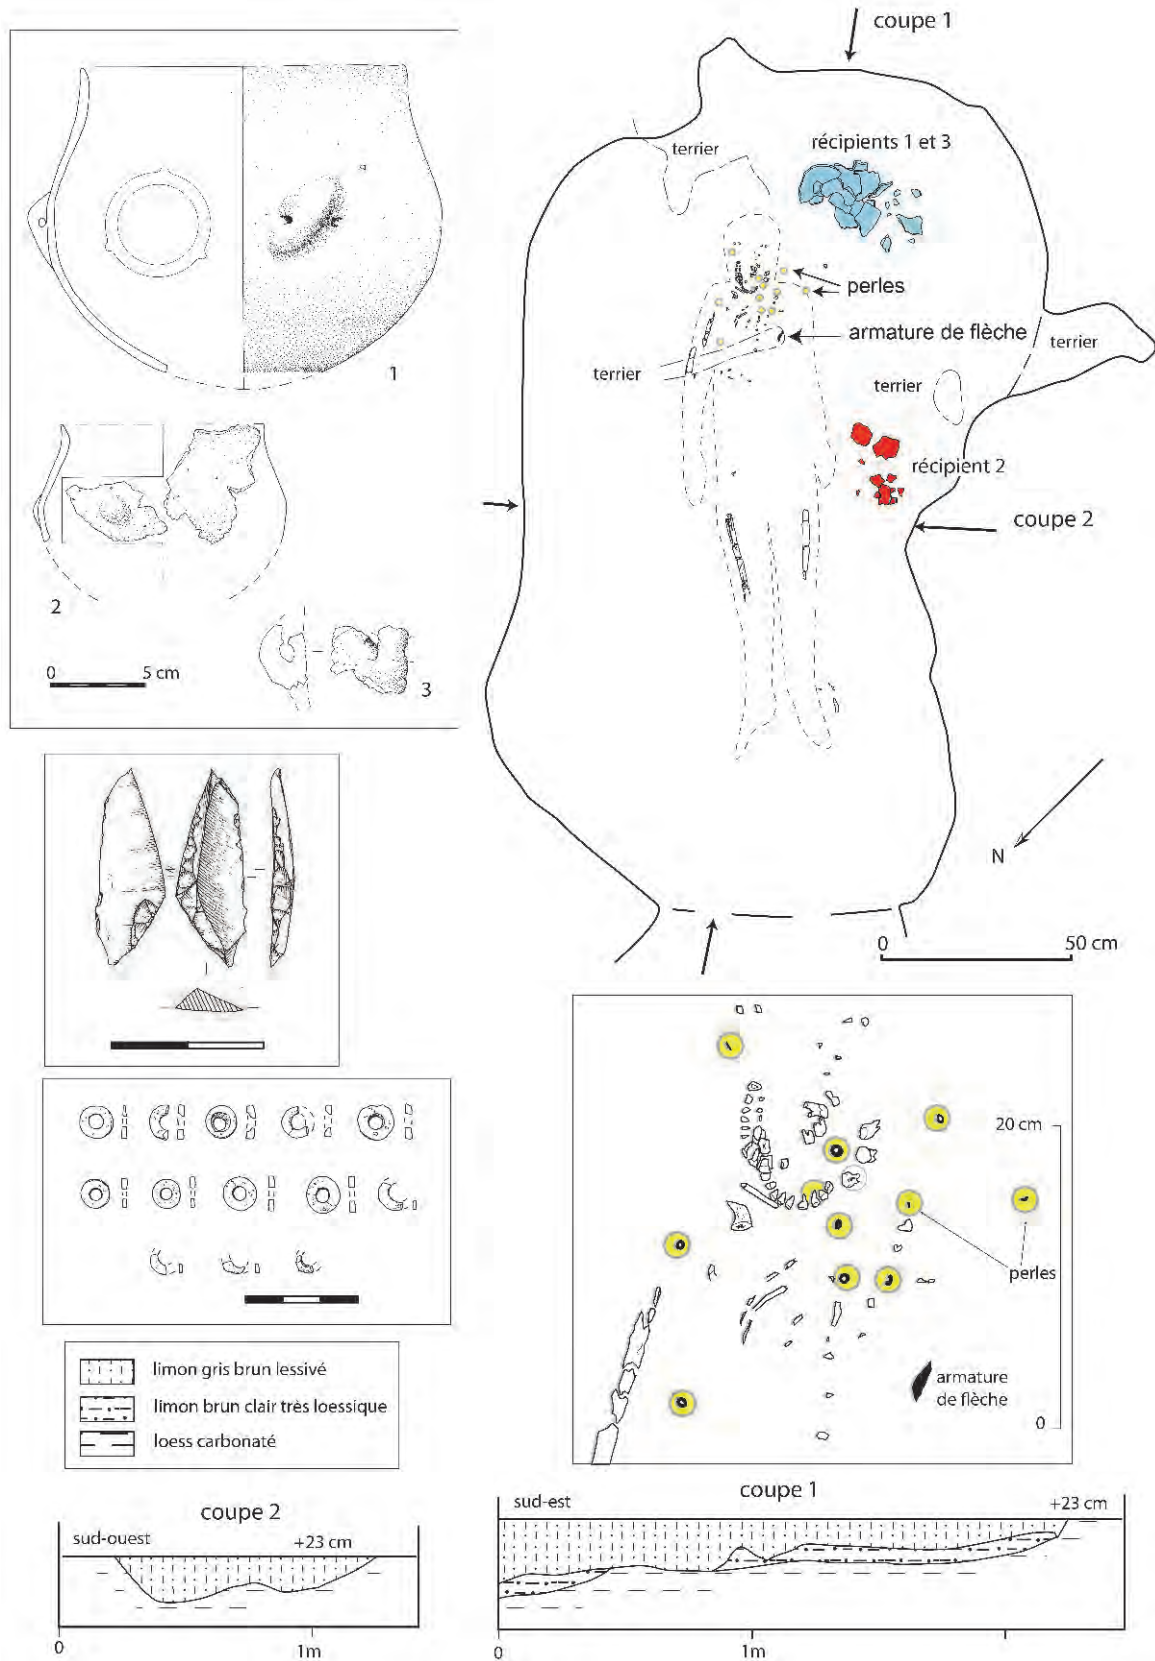 coupe 1
récipients 1 et 3
terrier
perles
armature de flèche
terrier
terrier
terrier
récipient 2
coupe 2
N
0 50 cm
1
2
0 5 cm
3
20 cm
perles
armature
de flèche
0
limon gris brun lessivé
limon brun clair très loessique
loess carbonaté
coupe 2
sud-ouest +23 cm
0 1m
coupe 1
sud-est +23 cm
0 1m